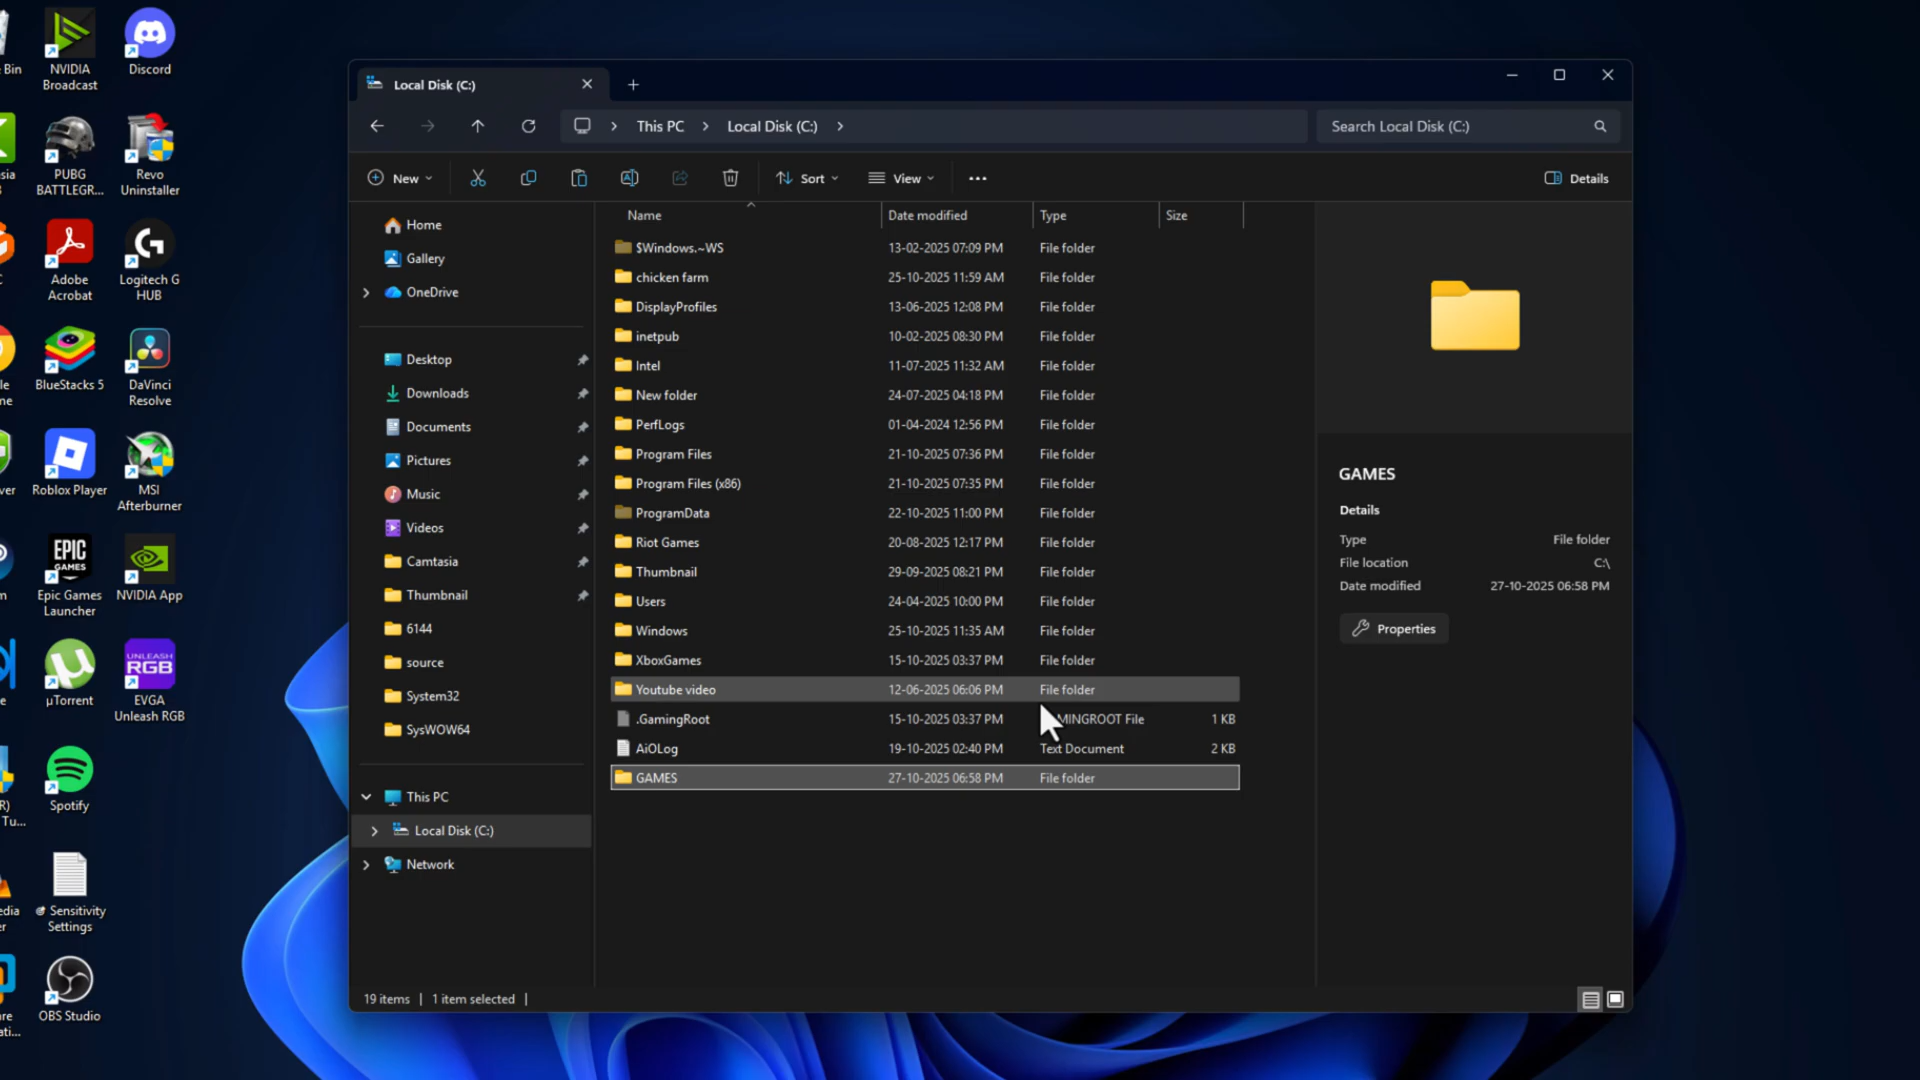 Bin
NVIDIA
Broadcast
Discord
PUBG
BATTLEGR...
Revo
Uninstaller
Adobe
Acrobat
Logitech G
HUB
BlueStacks 5
DaVinci
Resolve
Roblox Player
MSI
Afterburner
EPIC
GAMES
Epic Games
Launcher
NVIDIA App
µTorrent
UNLEASH
RGB
EVGA
Unleash RGB
Spotify
Sensitivity
Settings
OBS Studio
Local Disk (C:)
This PC
Local Disk (C:)
Search Local Disk (C:)
New
Sort
View
Details
Home
Gallery
OneDrive
Desktop
Downloads
Documents
Pictures
Music
Videos
Camtasia
Thumbnail
6144
source
System32
SysWOW64
This PC
Local Disk (C:)
Network
Name Date modified Type Size
$Windows.~WS 13-02-2025 07:09 PM File folder
chicken farm 25-10-2025 11:59 AM File folder
DisplayProfiles 13-06-2025 12:08 PM File folder
inetpub 10-02-2025 08:30 PM File folder
Intel 11-07-2025 11:32 AM File folder
New folder 24-07-2025 04:18 PM File folder
PerfLogs 01-04-2024 12:56 PM File folder
Program Files 21-10-2025 07:36 PM File folder
Program Files (x86) 21-10-2025 07:35 PM File folder
ProgramData 22-10-2025 11:00 PM File folder
Riot Games 20-08-2025 12:17 PM File folder
Thumbnail 29-09-2025 08:21 PM File folder
Users 24-04-2025 10:00 PM File folder
Windows 25-10-2025 11:35 AM File folder
XboxGames 15-10-2025 03:37 PM File folder
Youtube video 12-06-2025 06:06 PM File folder
.GamingRoot 15-10-2025 03:37 PM MINGROOT File 1 KB
AiOLog 19-10-2025 02:40 PM Text Document 2 KB
GAMES 27-10-2025 06:58 PM File folder
GAMES
Details
Type File folder
File location C:\
Date modified 27-10-2025 06:58 PM
Properties
19 items | 1 item selected |